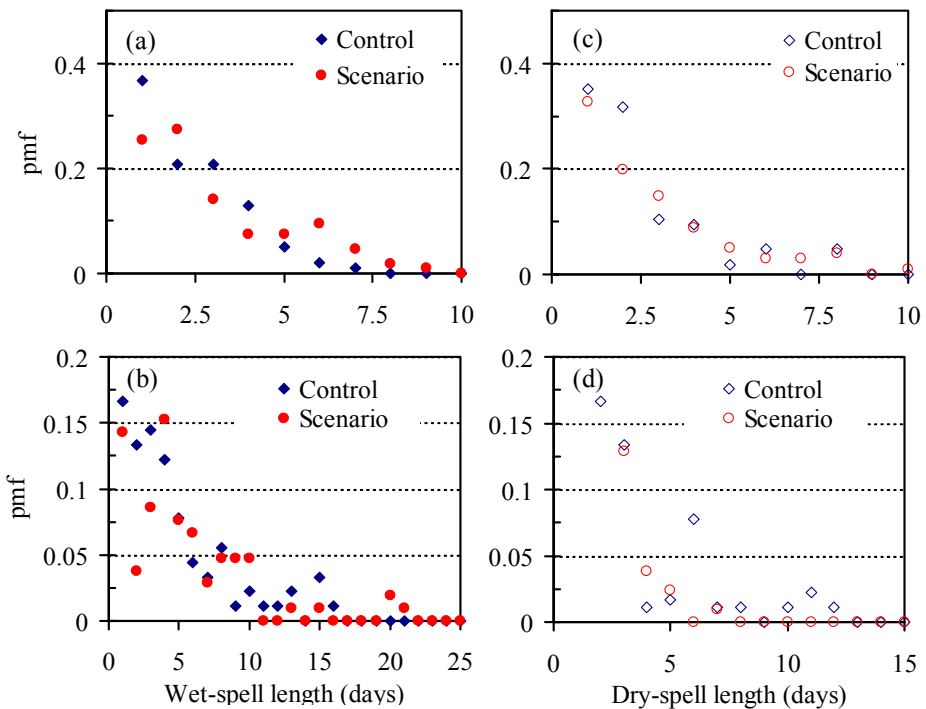 (a)
Control
Scenario
0.4
0.2
0
pmf
0 2.5 5 7.5 10
(c)
Control
Scenario
0.4
0.2
0
0 2.5 5 7.5 10
(b)
Control
Scenario
0.2
0.15
0.1
0.05
0
pmf
0 5 10 15 20 25
Wet-spell length (days)
(d)
Control
Scenario
0.2
0.15
0.1
0.05
0
0 5 10 15
Dry-spell length (days)